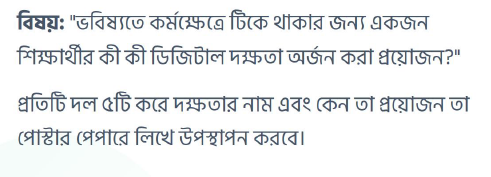 বিষয়: "ভবিষ্যতে কর্মক্ষেত্রে টিকে থাকার জন্য একজন
শিক্ষার্থীর কী কী ডিজিটাল দক্ষতা অর্জন করা প্রয়োজন?"
প্রতিটি দল ৫টি করে দক্ষতার নাম এবং কেন তা প্রয়োজন তা
পোস্টার পেপারে লিখে উপস্থাপন করবে।